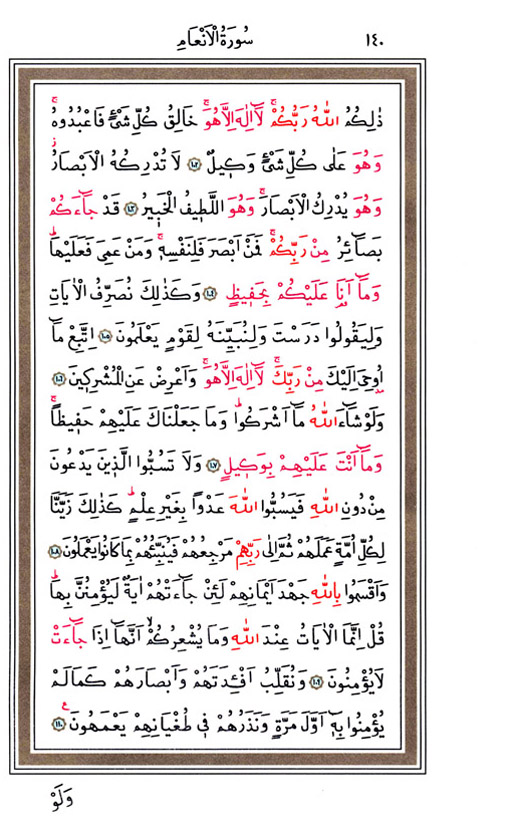 ١٤٠ سُورَةُ الْاَنْعَامِ
ذٰلِكُمُ اللّٰهُ رَبُّكُمْۚ لَٓا اِلٰهَ اِلَّا هُوَۚ خَالِقُ كُلِّ شَيْءٍ فَاعْبُدُوهُۚ
وَهُوَ عَلٰى كُلِّ شَيْءٍ وَك۪يلٌ ﴿١٠٢﴾ لَا تُدْرِكُهُ الْاَبْصَارُۘ
وَهُوَ يُدْرِكُ الْاَبْصَارَۚ وَهُوَ اللَّط۪يفُ الْخَب۪يرُ ﴿١٠٣﴾ قَدْ جَٓاءَكُمْ
بَصَٓائِرُ مِنْ رَبِّكُمْۚ فَمَنْ اَبْصَرَ فَلِنَفْسِه۪ۚ وَمَنْ عَمِيَ فَعَلَيْهَاۜ
وَمَٓا اَنَا۬ عَلَيْكُمْ بِحَف۪يظٍ ﴿١٠٤﴾ وَكَذٰلِكَ نُصَرِّفُ الْاٰيَاتِ
وَلِيَقُولُوا دَرَسْتَ وَلِنُبَيِّنَهُ لِقَوْمٍ يَعْلَمُونَ ﴿١٠٥﴾ اِتَّبِعْ مَٓا
اُو۫حِيَ اِلَيْكَ مِنْ رَبِّكَۚ لَٓا اِلٰهَ اِلَّا هُوَۚ وَاَعْرِضْ عَنِ الْمُشْرِك۪ينَ ﴿١٠٦﴾
وَلَوْ شَٓاءَ اللّٰهُ مَٓا اَشْرَكُواۜ وَمَا جَعَلْنَاكَ عَلَيْهِمْ حَف۪يظًاۚ
وَمَٓا اَنْتَ عَلَيْهِمْ بِوَك۪يلٍ ﴿١٠٧﴾ وَلَا تَسُبُّوا الَّذ۪ينَ يَدْعُونَ
مِنْ دُونِ اللّٰهِ فَيَسُبُّوا اللّٰهَ عَدْوًا بِغَيْرِ عِلْمٍۜ كَذٰلِكَ زَيَّنَّا
لِكُلِّ اُمَّةٍ عَمَلَهُمْ ثُمَّ اِلٰى رَبِّهِمْ مَرْجِعُهُمْ فَيُنَبِّئُهُمْ بِمَا كَانُوا يَعْمَلُونَ ﴿١٠٨﴾
وَاَقْسَمُوا بِاللّٰهِ جَهْدَ اَيْمَانِهِمْ لَئِنْ جَٓاءَتْهُمْ اٰيَةٌ لَيُؤْمِنُنَّ بِهَاۜ
قُلْ اِنَّمَا الْاٰيَاتُ عِنْدَ اللّٰهِ وَمَا يُشْعِرُكُمْۙ اَنَّهَٓا اِذَا جَٓاءَتْ
لَا يُؤْمِنُونَ ﴿١٠٩﴾ وَنُقَلِّبُ اَفْـِٔدَتَهُمْ وَاَبْصَارَهُمْ كَمَا لَمْ
يُؤْمِنُوا بِه۪ٓ اَوَّلَ مَرَّةٍ وَنَذَرُهُمْ ف۪ي طُغْيَانِهِمْ يَعْمَهُونَ۟ ﴿١١٠﴾
وَلَوْ